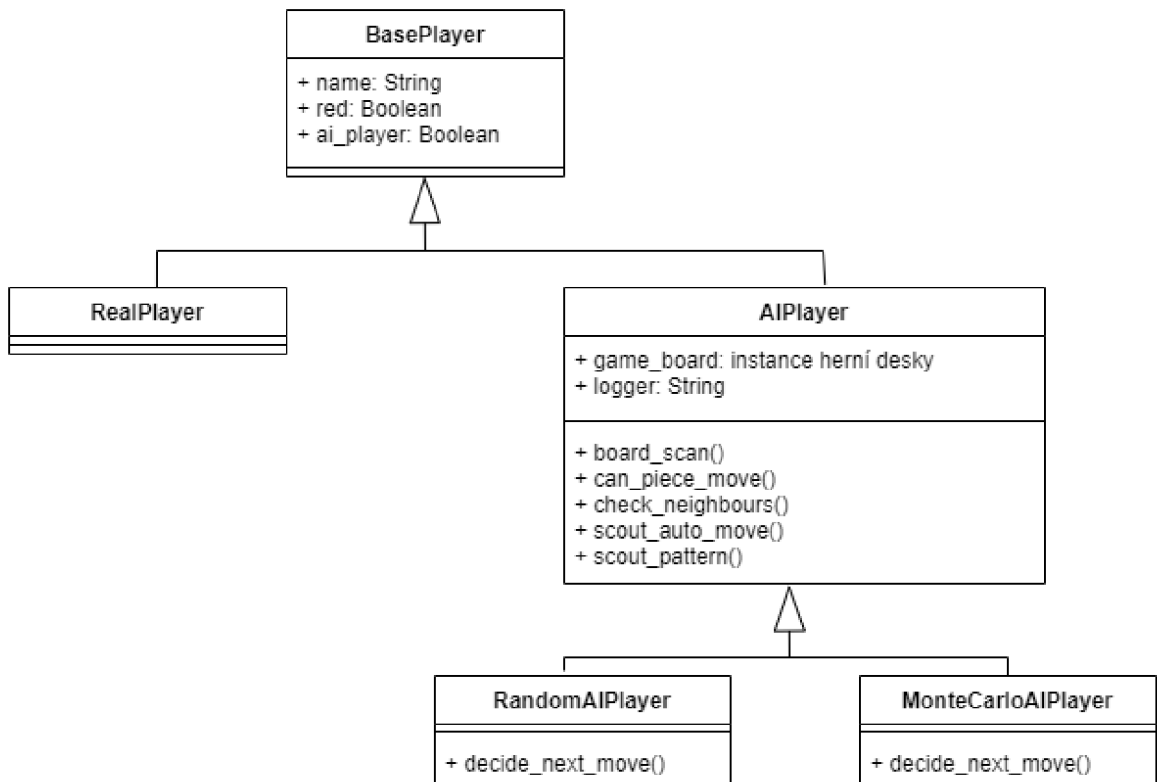 BasePlayer
+ name: String
+ red: Boolean
+ ai_player: Boolean
RealPlayer
AIPlayer
+ game_board: instance herní desky
+ logger: String
+ board_scan()
+ can_piece_move()
+ check_neighbours()
+ scout_auto_move()
+ scout_pattern()
RandomAIPlayer
+ decide_next_move()
MonteCarloAIPlayer
+ decide_next_move()